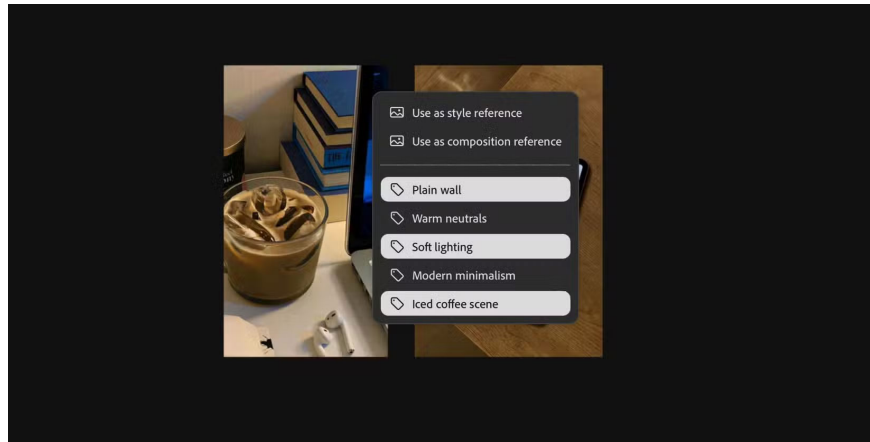 Use as style reference
Use as composition reference
Plain wall
Warm neutrals
Soft lighting
Modern minimalism
Iced coffee scene